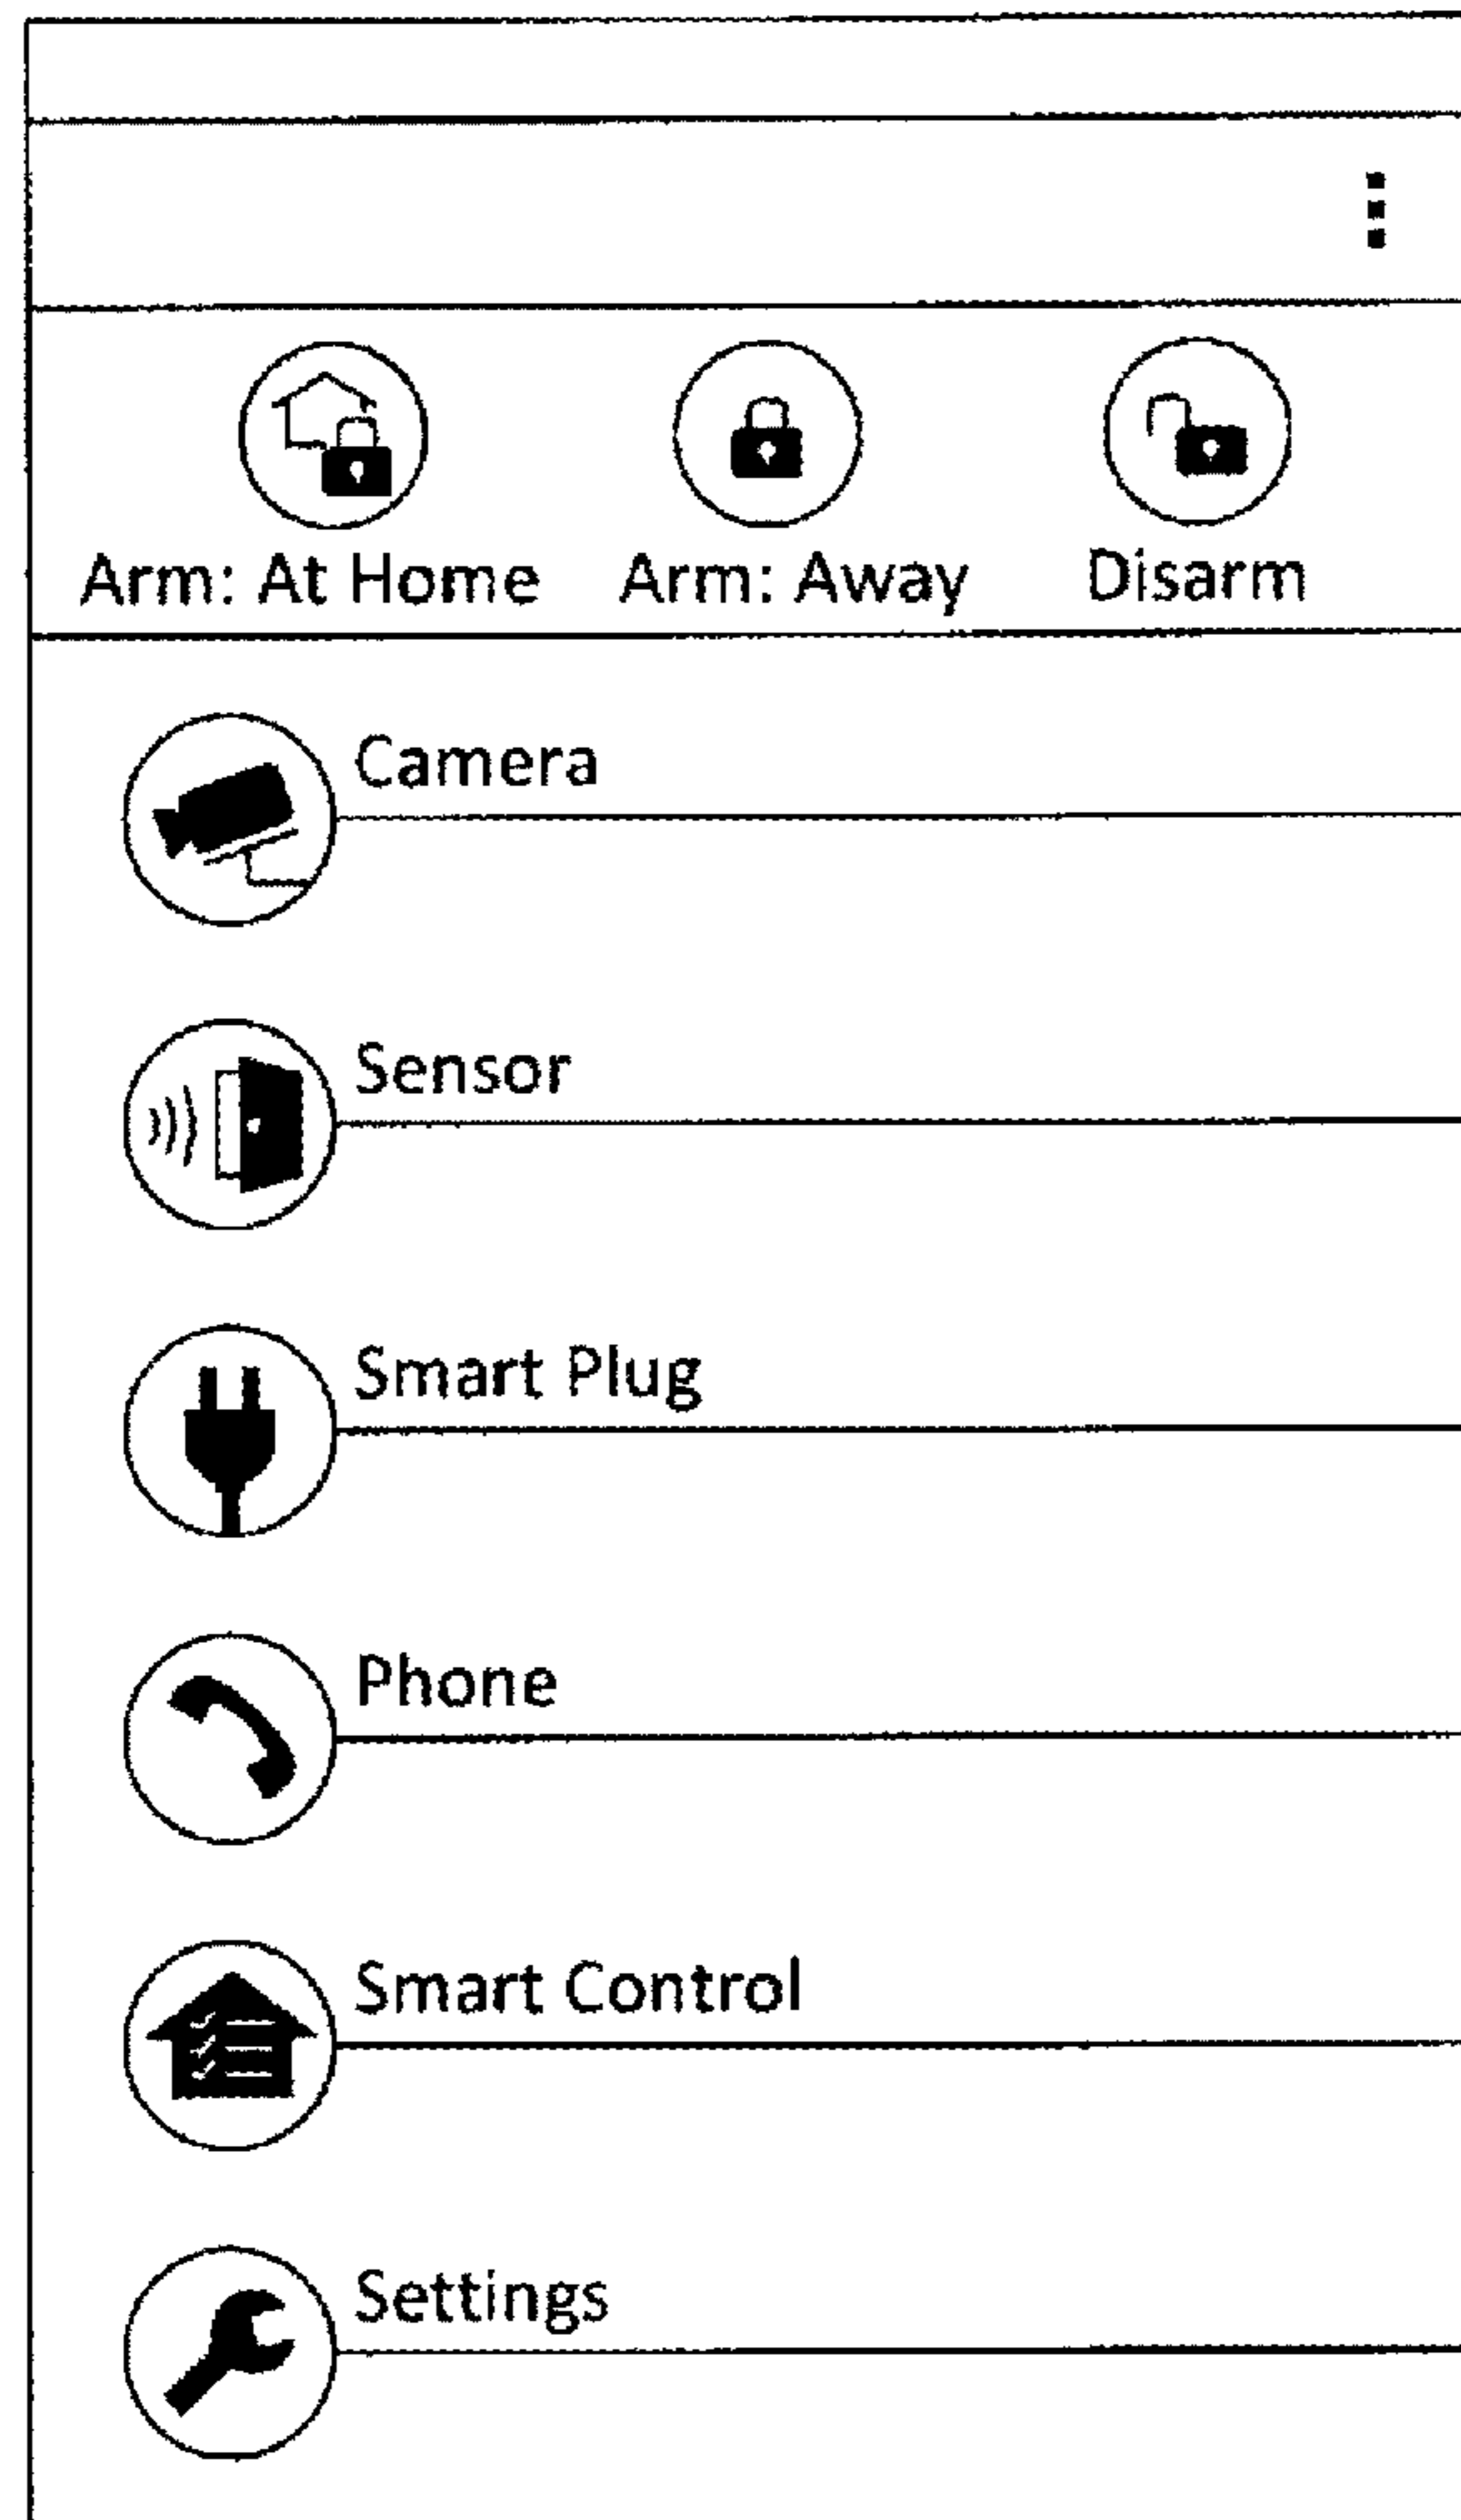 Arm: At Home Arm: Away Disarm
Camera
Sensor
Smart Plug
Phone
Smart Control
Settings